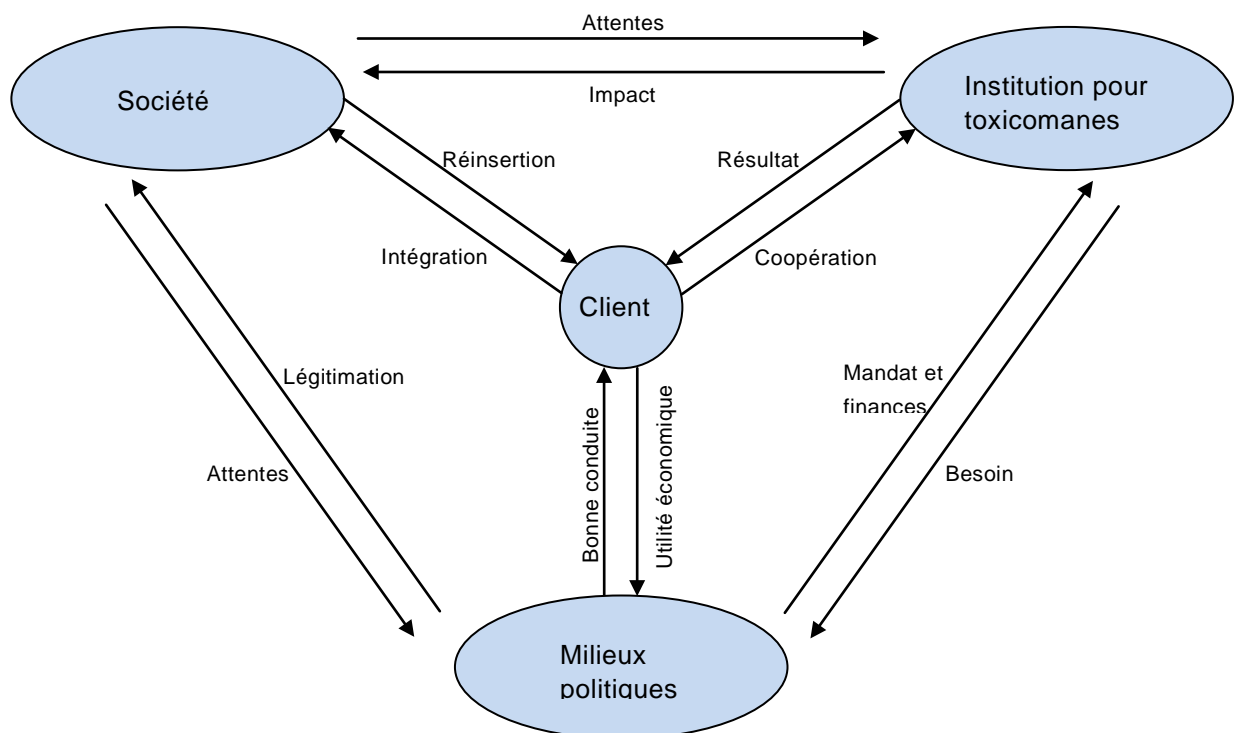 Attentes
Société
Institution pour
toxicomanes
Impact
Réinsertion
Résultat
Intégration
Coopération
Client
Légitimation
Mandat et
finances
Bonne conduite
Utilité économique
Attentes
Besoin
Milieux
politiques